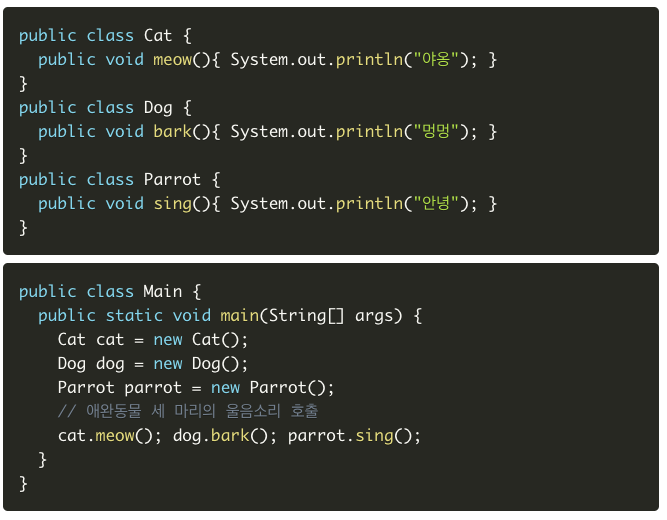 public class Cat {
  public void meow(){ System.out.println("야옹"); }
}
public class Dog {
  public void bark(){ System.out.println("멍멍"); }
}
public class Parrot {
  public void sing(){ System.out.println("안녕"); }
}
public class Main {
  public static void main(String[] args) {
    Cat cat = new Cat();
    Dog dog = new Dog();
    Parrot parrot = new Parrot();
    // 애완동물 세 마리의 울음소리 호출
    cat.meow(); dog.bark(); parrot.sing();
  }
}